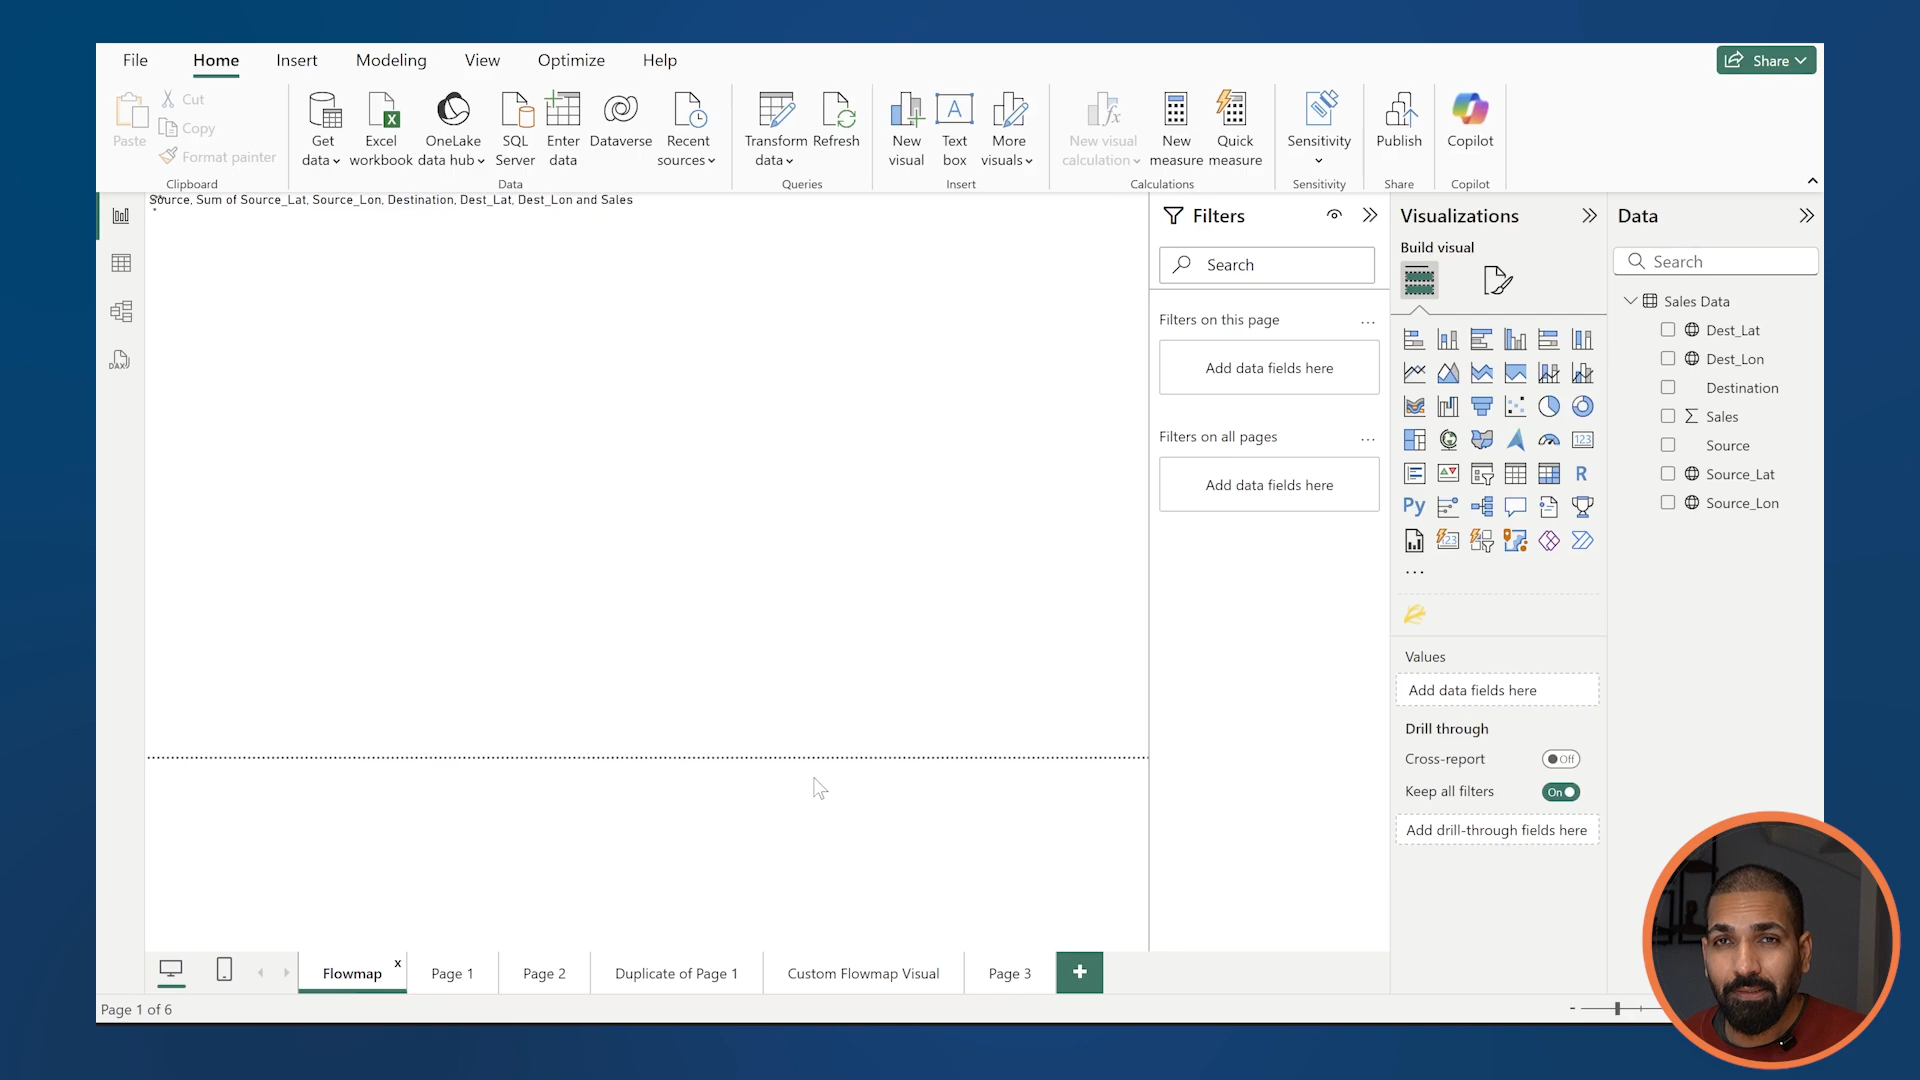 File Home Insert Modeling View Optimize Help
Share
Paste
Cut
Copy
Format painter
Clipboard
Get data
Excel workbook
OneLake data hub
SQL Server
Enter data
Dataverse
Recent sources
Data
Transform data
Refresh
Queries
New visual
Text box
More visuals
Insert
New visual calculation
New measure
Quick measure
Calculations
Sensitivity
Sensitivity
Publish
Share
Copilot
Copilot
Source, Sum of Source_Lat, Source_Lon, Destination, Dest_Lat, Dest_Lon and Sales
Filters
Search
Filters on this page
Add data fields here
Filters on all pages
Add data fields here
Visualizations
Build visual
123
R
Py
123
...
Values
Add data fields here
Drill through
Cross-report
Off
Keep all filters
On
Add drill-through fields here
Data
Search
Sales Data
Dest_Lat
Dest_Lon
Destination
Sales
Source
Source_Lat
Source_Lon
DAX
Flowmap x
Page 1
Page 2
Duplicate of Page 1
Custom Flowmap Visual
Page 3
+
Page 1 of 6